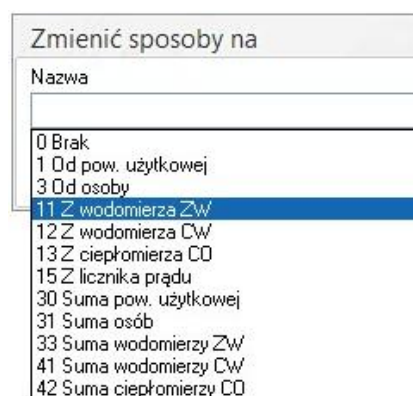 Zmienić sposoby na
Nazwa
0 Brak
1 Od pow. użytkowej
3 Od osoby
11 Z wodomierza ZW
12 Z wodomierza CW
13 Z ciepłomierza CO
15 Z licznika prądu
30 Suma pow. użytkowej
31 Suma osób
33 Suma wodomierzy ZW
41 Suma wodomierzy CW
42 Suma ciepłomierzy CO